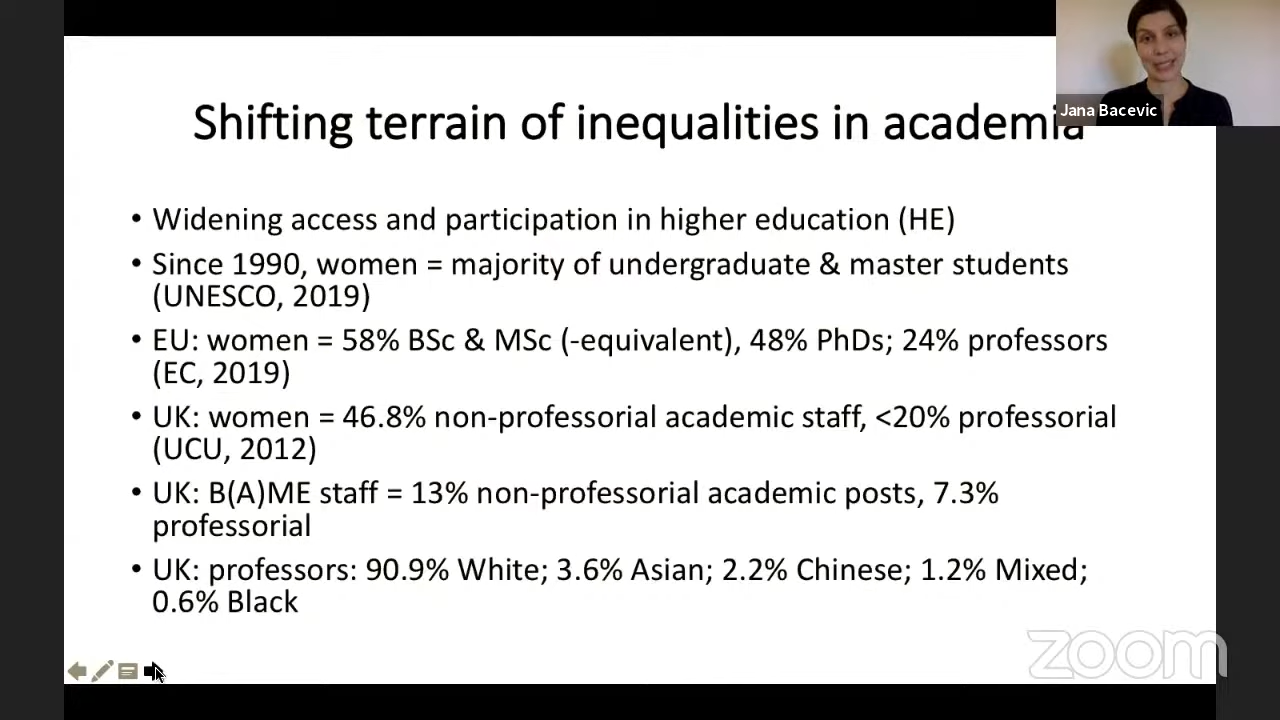 Shifting terrain of inequalities in academia
Jana Bacevic
• Widening access and participation in higher education (HE)
• Since 1990, women = majority of undergraduate & master students
(UNESCO, 2019)
• EU: women = 58% BSc & MSc (-equivalent), 48% PhDs; 24% professors
(EC, 2019)
• UK: women = 46.8% non-professorial academic staff, <20% professorial
(UCU, 2012)
• UK: B(A)ME staff = 13% non-professorial academic posts, 7.3%
professorial
• UK: professors: 90.9% White; 3.6% Asian; 2.2% Chinese; 1.2% Mixed;
0.6% Black
zoom